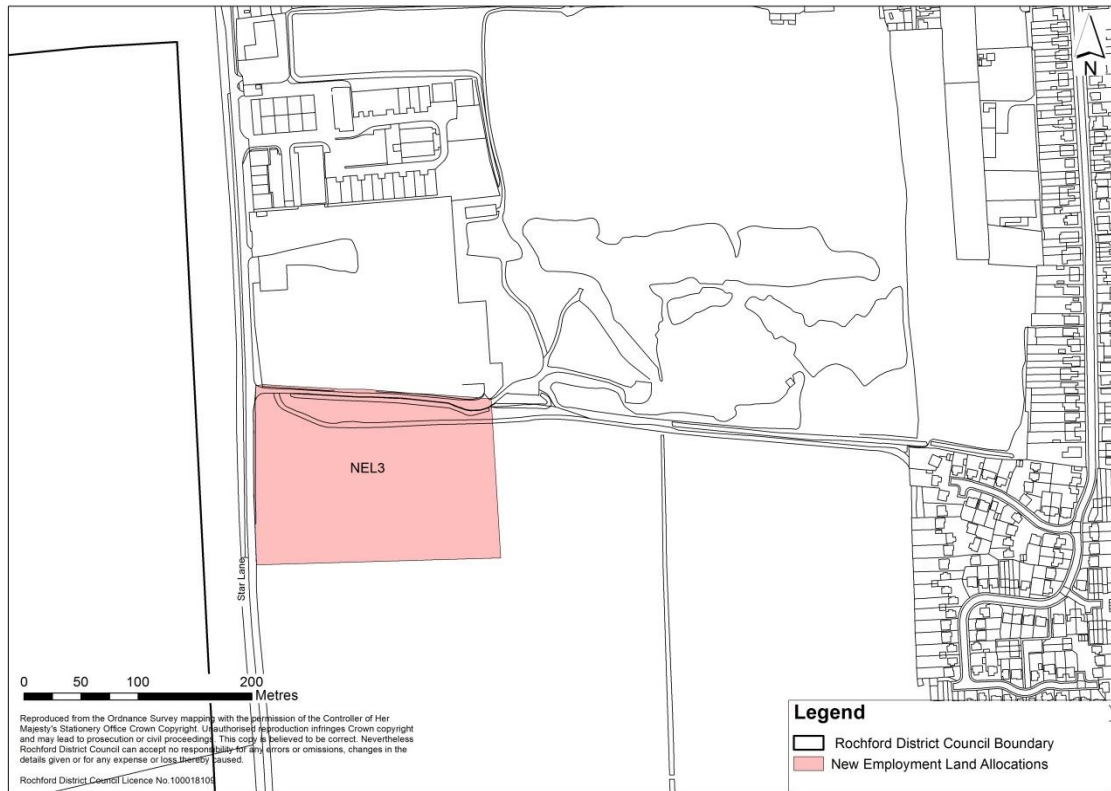 N
NEL3
Star Lane
0 50 100 200
Metres
Reproduced from the Ordnance Survey mapping with the permission of the Controller of Her
Majesty's Stationery Office Crown Copyright. Unauthorised reproduction infringes Crown copyright
and may lead to prosecution or civil proceedings. This copy is believed to be correct. Nevertheless
Rochford District Council can accept no responsibility for any errors or omissions, changes in the
details given or for any expense or loss thereby caused.
Rochford District Council Licence No.100018109
Legend
Rochford District Council Boundary
New Employment Land Allocations